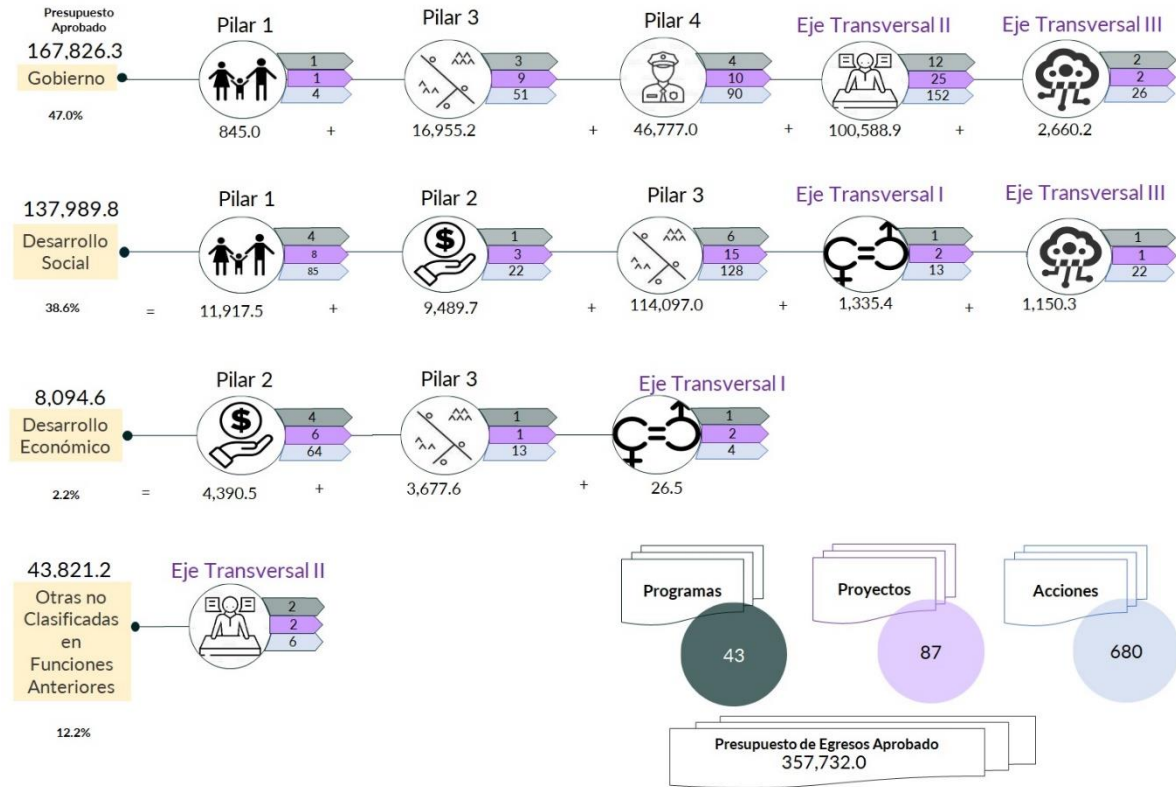 Presupuesto
Aprobado
167,826.3
Gobierno
47.0%
Pilar 1
1
1
4
845.0
+
Pilar 3
3
9
51
16,955.2
+
Pilar 4
4
10
90
46,777.0
+
Eje Transversal II
12
25
152
100,588.9
+
Eje Transversal III
2
2
26
2,660.2
137,989.8
Desarrollo
Social
38.6%
=
Pilar 1
4
8
85
11,917.5
+
Pilar 2
$
1
3
22
9,489.7
+
Pilar 3
6
15
128
114,097.0
+
Eje Transversal I
1
2
13
1,335.4
+
Eje Transversal III
1
1
22
1,150.3
8,094.6
Desarrollo
Económico
2.2%
=
Pilar 2
$
4
6
64
4,390.5
+
Pilar 3
1
1
13
3,677.6
+
Eje Transversal I
1
2
4
26.5
43,821.2
Otras no
Clasificadas
en
Funciones
Anteriores
12.2%
Eje Transversal II
2
2
6
Programas
43
Proyectos
87
Acciones
680
Presupuesto de Egresos Aprobado
357,732.0